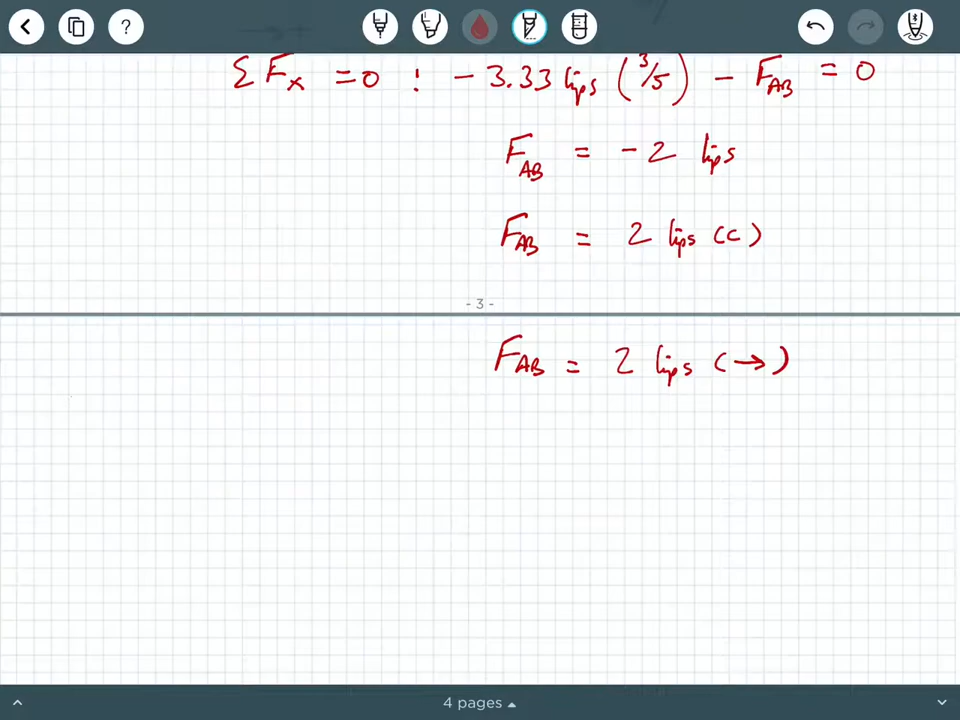 ?
ΣFx = 0 : - 3.33 kips (3/5) - FAB = 0
FAB = - 2 kips
FAB = 2 kips (C)
- 3 -
FAB = 2 kips (→)
4 pages